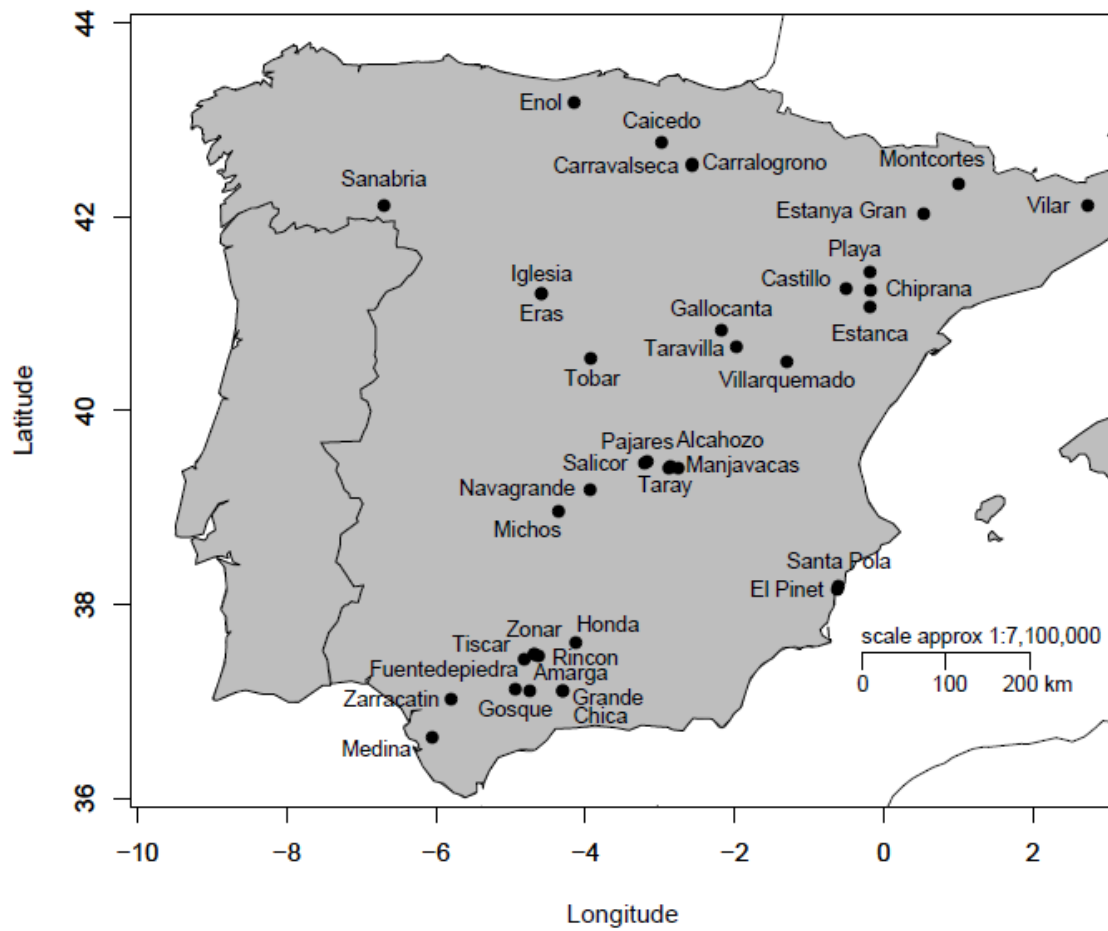 44
Enol
Caicedo
Carravalseca
Carralogrono
Montcortes
Sanabria
42
Estanya Gran
Vilar
Playa
Iglesia
Castillo
Chiprana
Eras
Gallocanta
Estanca
Taravilla
Tobar
Villarquemado
Latitude
40
Pajares
Alcahozo
Salicor
Manjavacas
Navagrande
Taray
Michos
Santa Pola
El Pinet
38
Zonar
Honda
Tiscar
scale approx 1:7,100,000
Rincon
Fuentedepiedra
Amarga
0 100 200 km
Zarracatin
Gosque
Grande
Chica
Medina
36
−10 −8 −6 −4 −2 0 2
Longitude